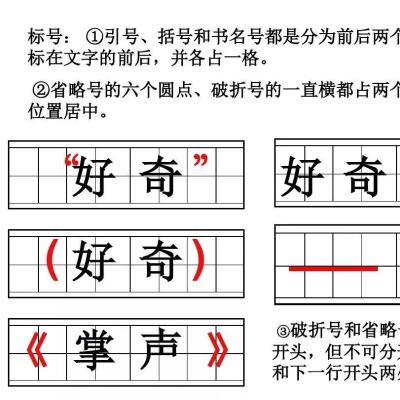 标号: ①引号、括号和书名号都是分为前后两个
标在文字的前后，并各占一格。
②省略号的六个圆点、破折号的一直横都占两个
位置居中。
“好奇”
好奇
（好奇）
—
《掌声》
③破折号和省略号
开头，但不可分开
和下一行开头两处